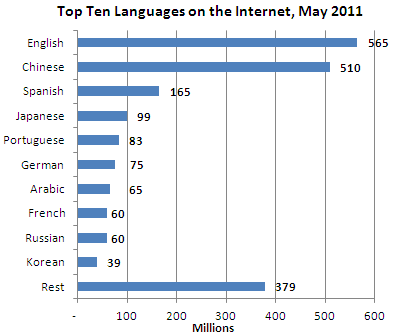 Top Ten Languages on the Internet, May 2011
English 565
Chinese 510
Spanish 165
Japanese 99
Portuguese 83
German 75
Arabic 65
French 60
Russian 60
Korean 39
Rest 379
- 100 200 300 400 500 600
Millions